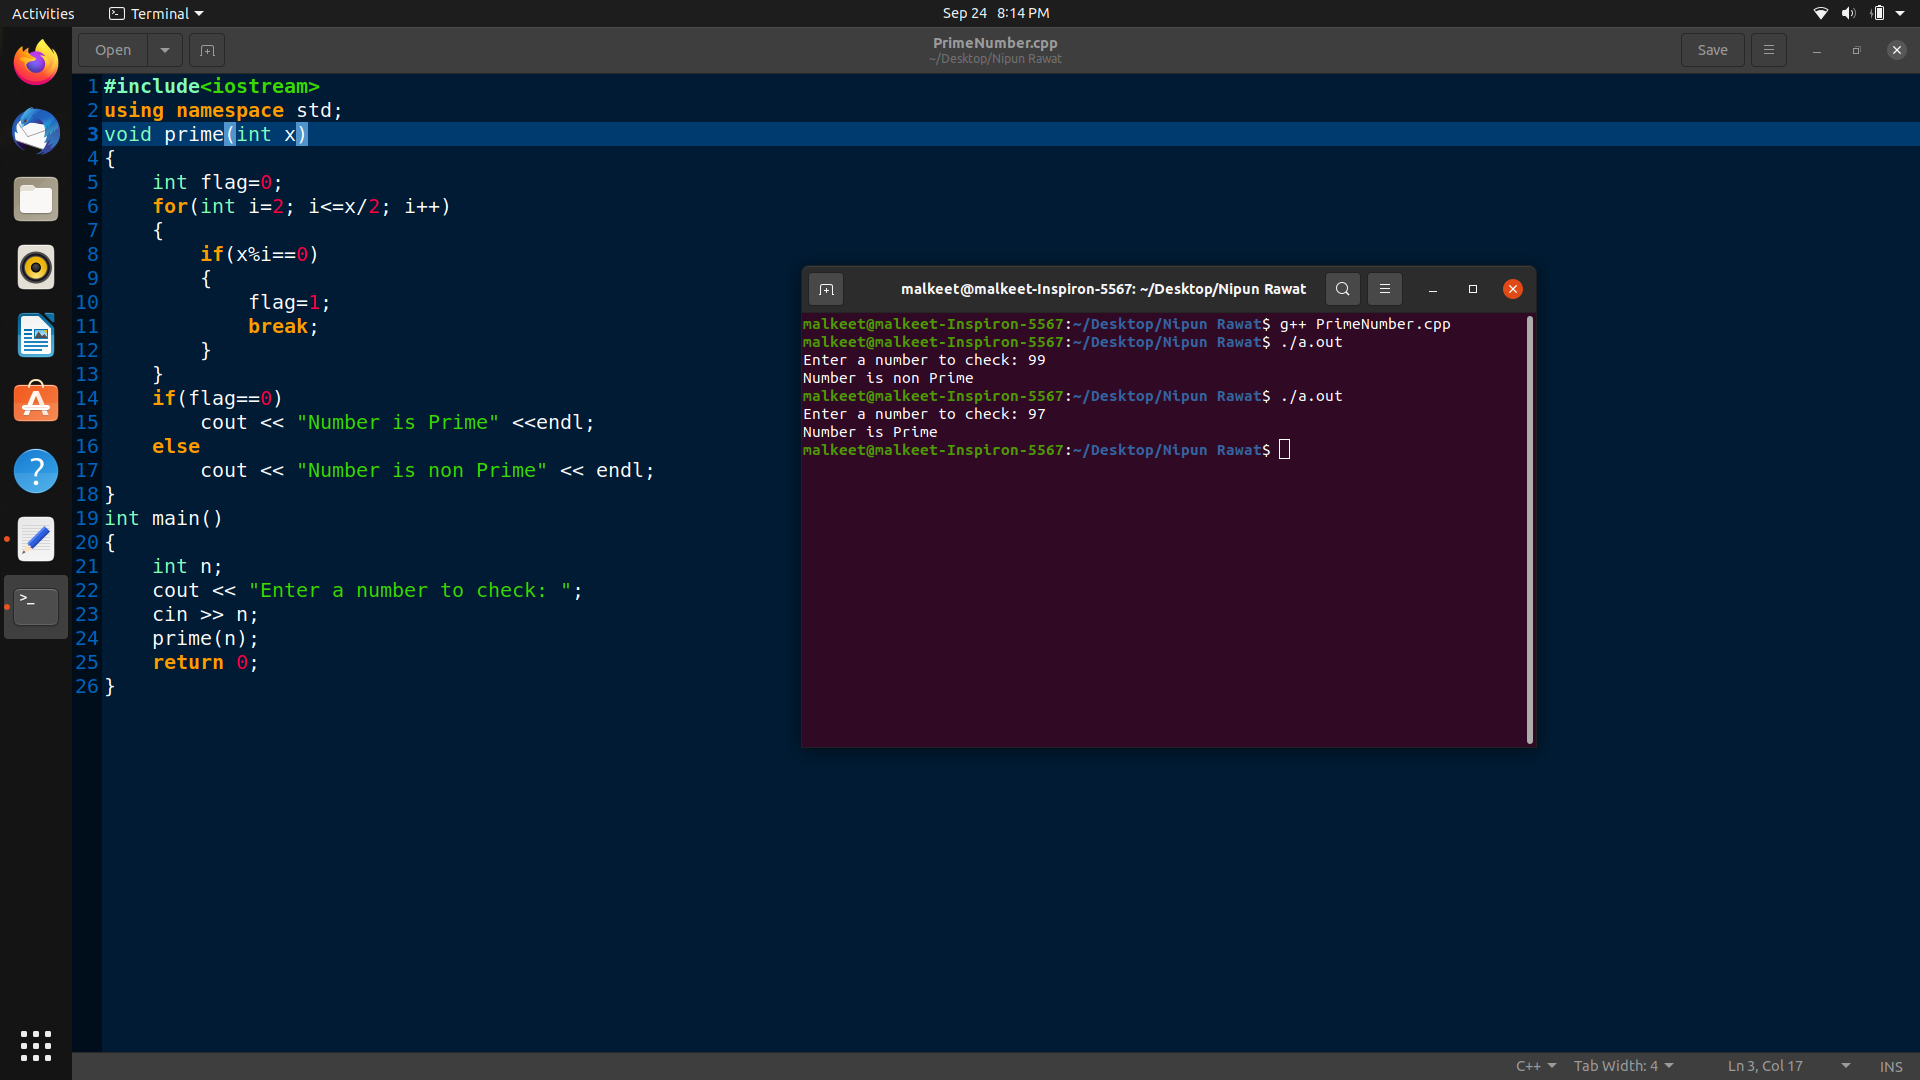 Activities Terminal Sep 24 8:14 PM
Open PrimeNumber.cpp Save
~/Desktop/Nipun Rawat
1 #include<iostream>
2 using namespace std;
3 void prime(int x)
4 {
5     int flag=0;
6     for(int i=2; i<=x/2; i++)
7     {
8         if(x%i==0)
9         {
10             flag=1;
11             break;
12         }
13     }
14     if(flag==0)
15         cout << "Number is Prime" <<endl;
16     else
17         cout << "Number is non Prime" << endl;
18 }
19 int main()
20 {
21     int n;
22     cout << "Enter a number to check: ";
23     cin >> n;
24     prime(n);
25     return 0;
26 }
malkeet@malkeet-Inspiron-5567: ~/Desktop/Nipun Rawat
malkeet@malkeet-Inspiron-5567:~/Desktop/Nipun Rawat$ g++ PrimeNumber.cpp
malkeet@malkeet-Inspiron-5567:~/Desktop/Nipun Rawat$ ./a.out
Enter a number to check: 99
Number is non Prime
malkeet@malkeet-Inspiron-5567:~/Desktop/Nipun Rawat$ ./a.out
Enter a number to check: 97
Number is Prime
malkeet@malkeet-Inspiron-5567:~/Desktop/Nipun Rawat$
C++ Tab Width: 4 Ln 3, Col 17 INS